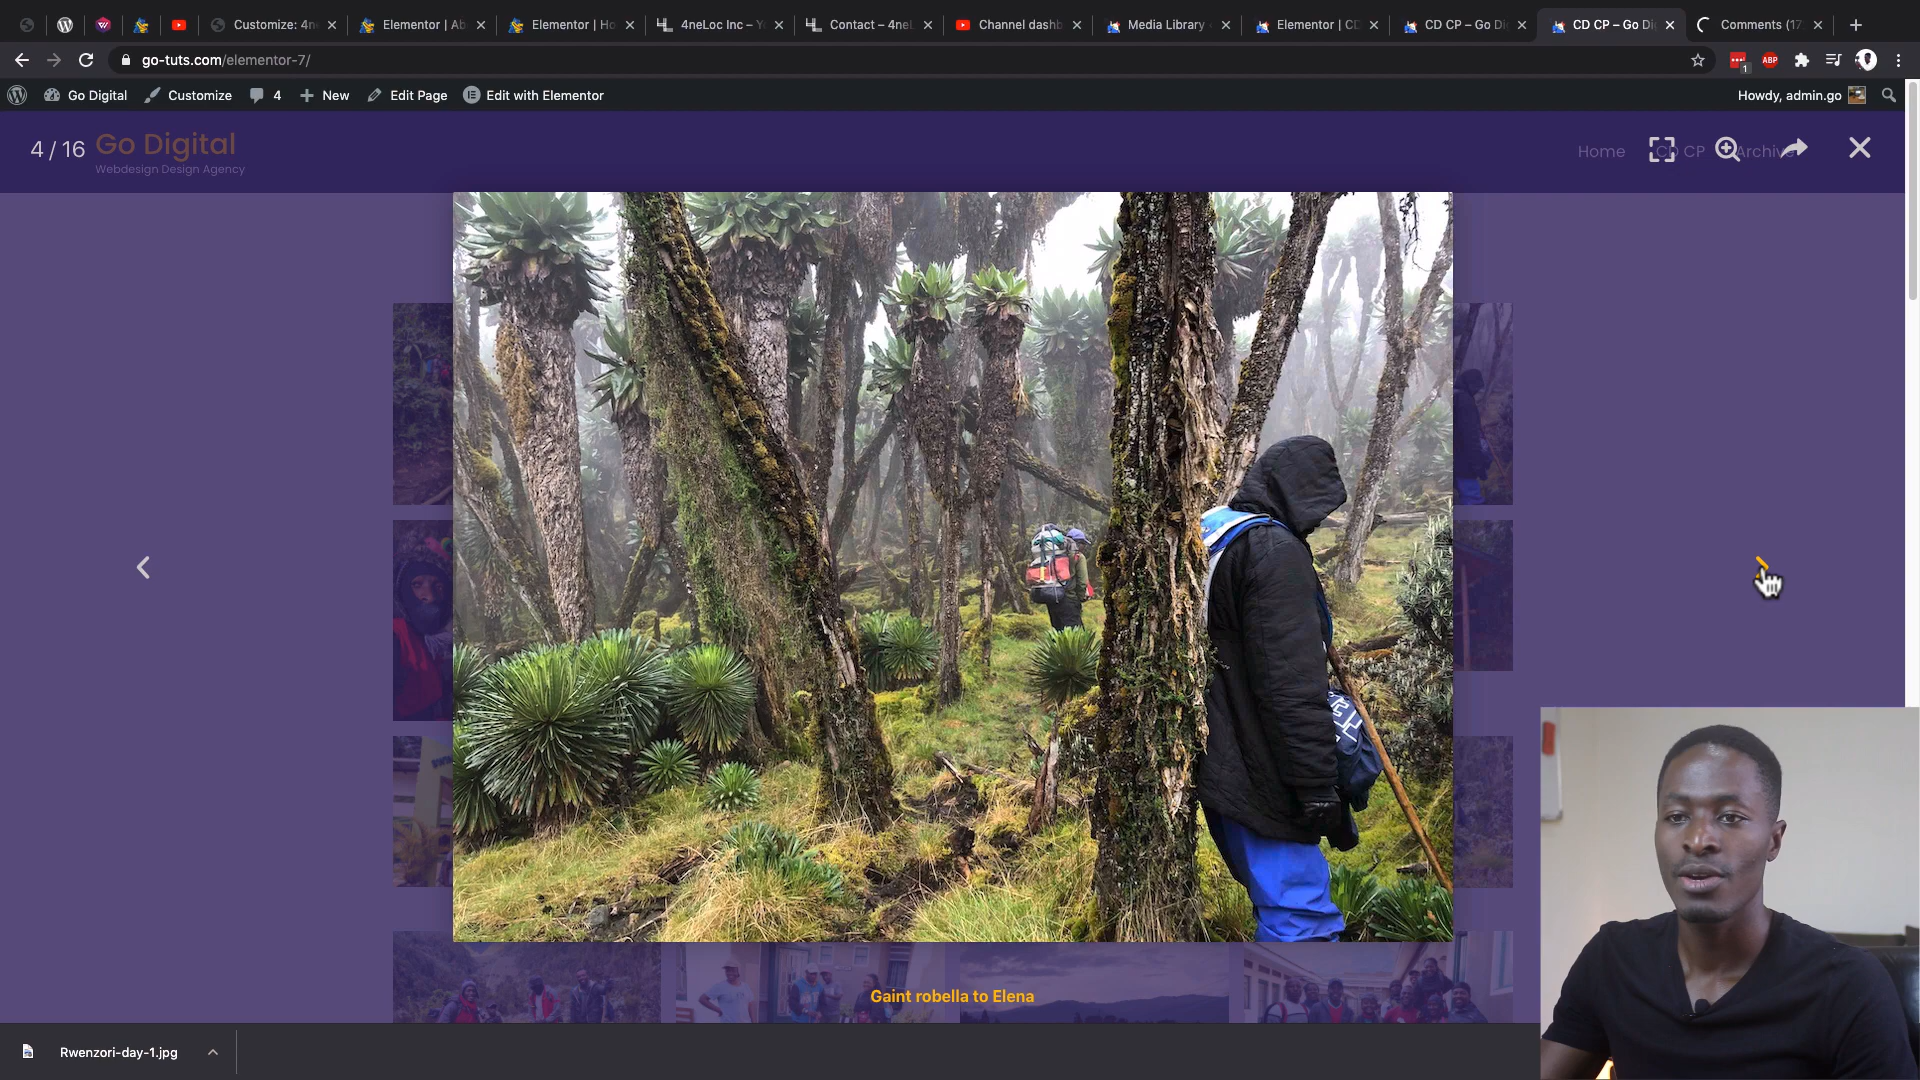 Customize: 4n
Elementor | Ab
Elementor | Ho
4neLoc Inc – Y
Contact – 4neL
Channel dashb
Media Library
Elementor | CD
CD CP – Go Di
CD CP – Go Di
Comments (17
go-tuts.com/elementor-7/
1
ABP
Go Digital
Customize
4
New
Edit Page
Edit with Elementor
Howdy, admin.go
4 / 16
Go Digital
Webdesign Design Agency
Home
CD CP
Archive
Gaint robella to Elena
Rwenzori-day-1.jpg